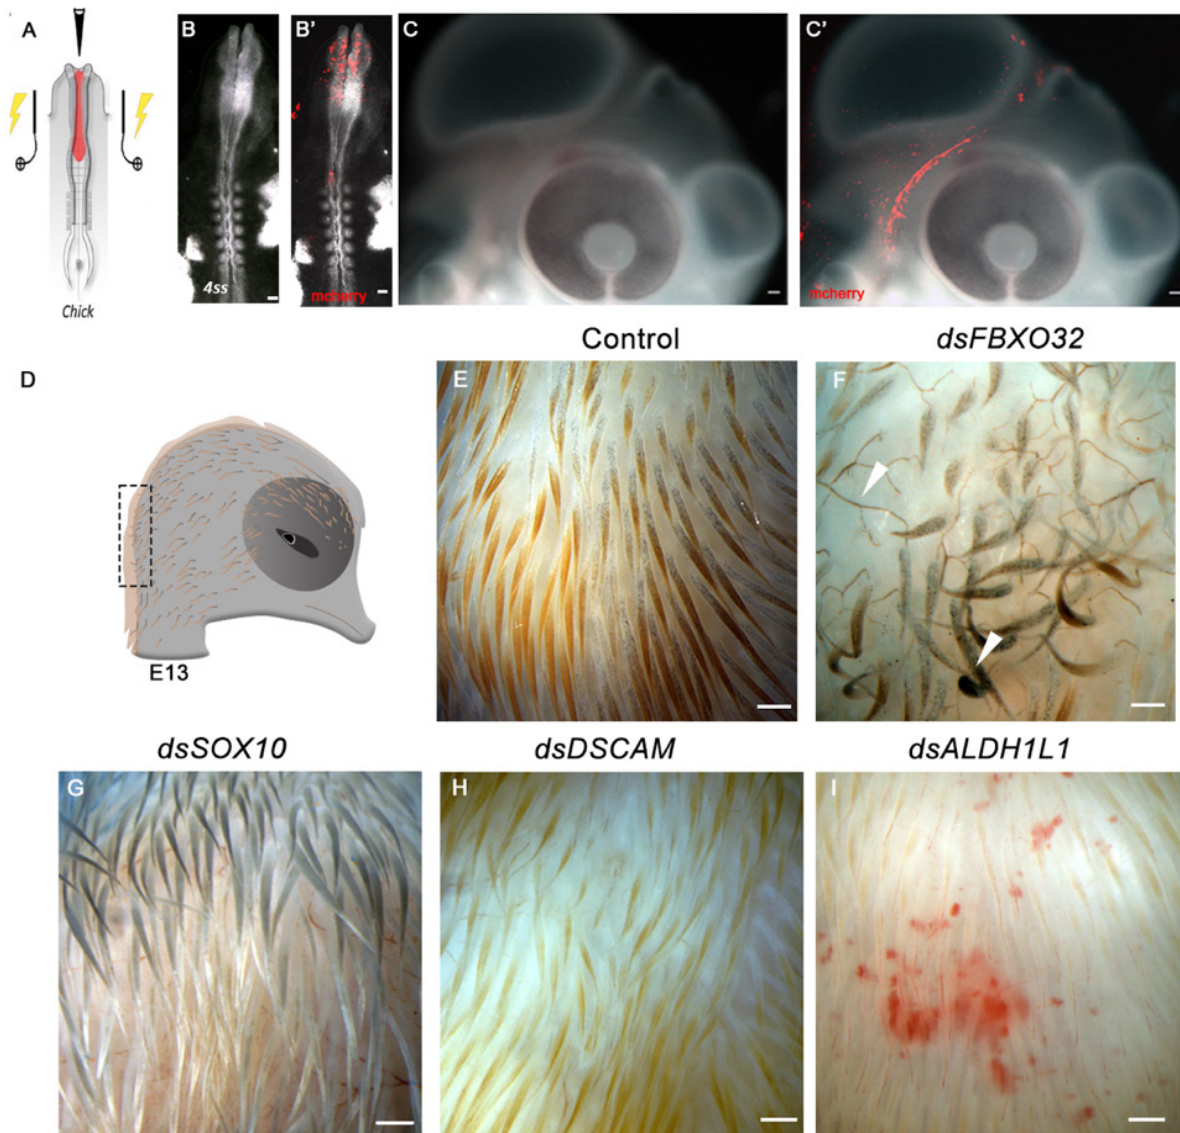 A
B
B'
C
C'
4ss
mcherry
mcherry
Chick
Control
dsFBXO32
D
E
F
E13
dsSOX10
dsDSCAM
dsALDH1L1
G
H
I